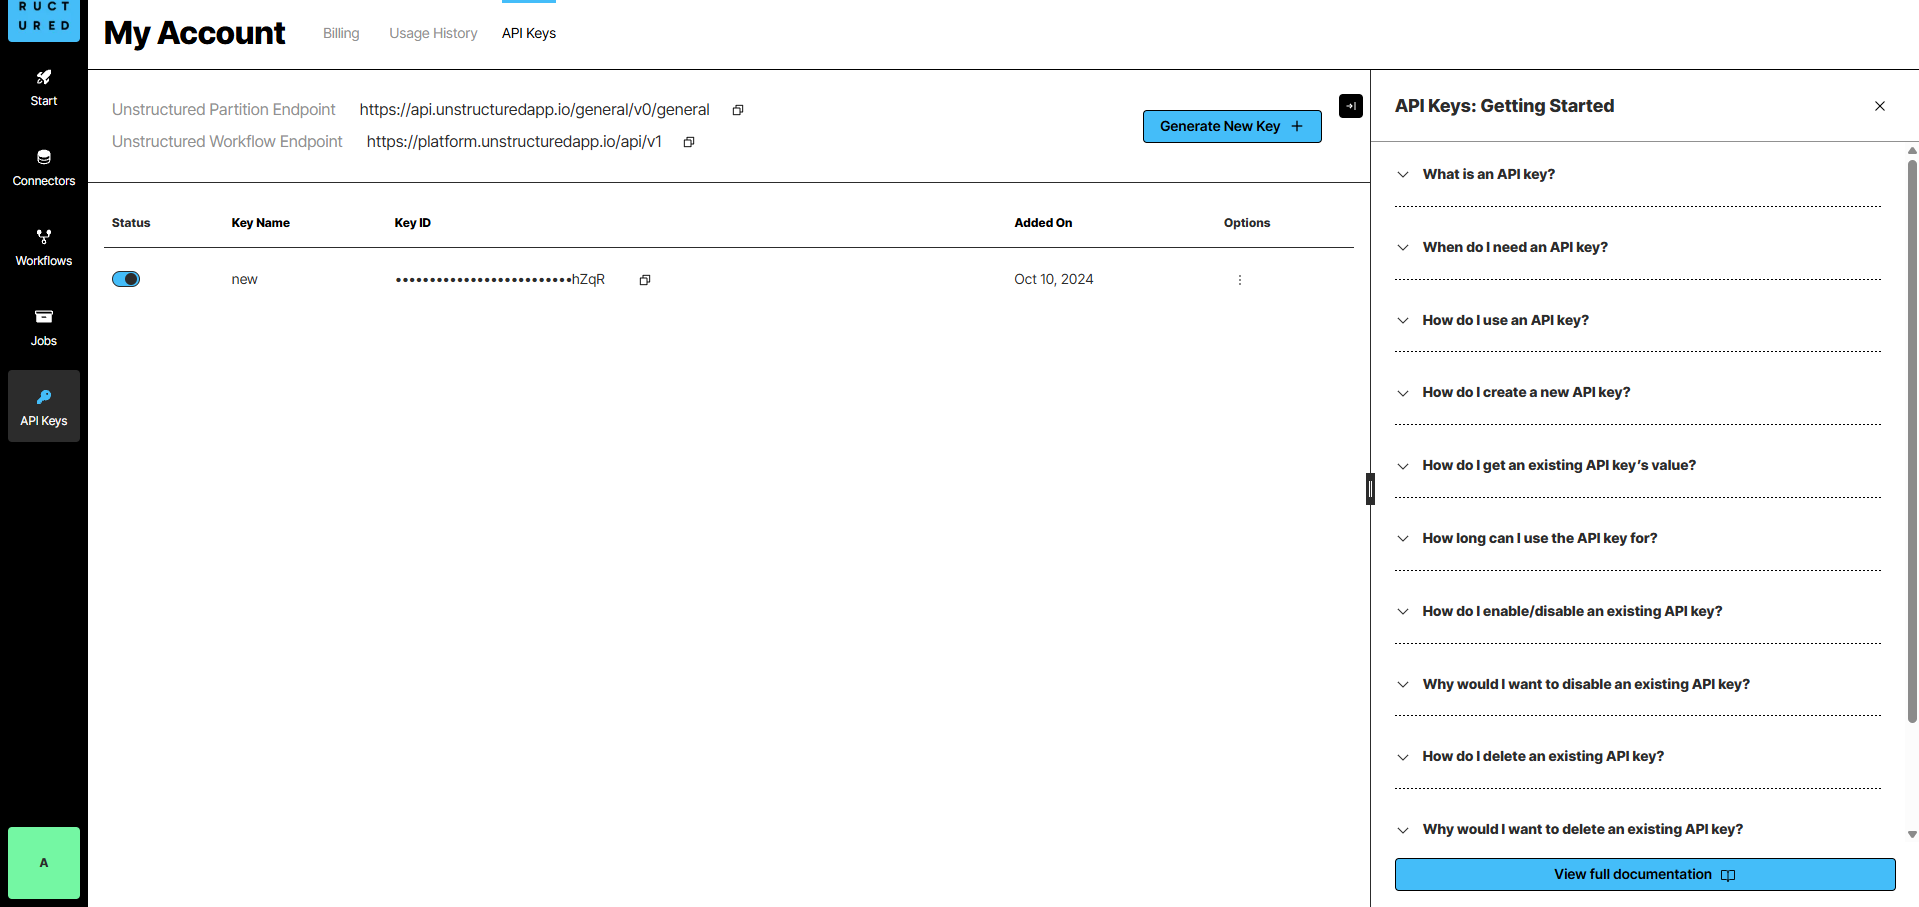 RUCT
URED
Start
Connectors
Workflows
Jobs
API Keys
A
My Account
Billing
Usage History
API Keys
Unstructured Partition Endpoint https://api.unstructuredapp.io/general/v0/general
Unstructured Workflow Endpoint https://platform.unstructuredapp.io/api/v1
Generate New Key +
Status Key Name Key ID Added On Options
new ••••••••••••••••••••••••••hZqR Oct 10, 2024
API Keys: Getting Started
What is an API key?
When do I need an API key?
How do I use an API key?
How do I create a new API key?
How do I get an existing API key’s value?
How long can I use the API key for?
How do I enable/disable an existing API key?
Why would I want to disable an existing API key?
How do I delete an existing API key?
Why would I want to delete an existing API key?
View full documentation